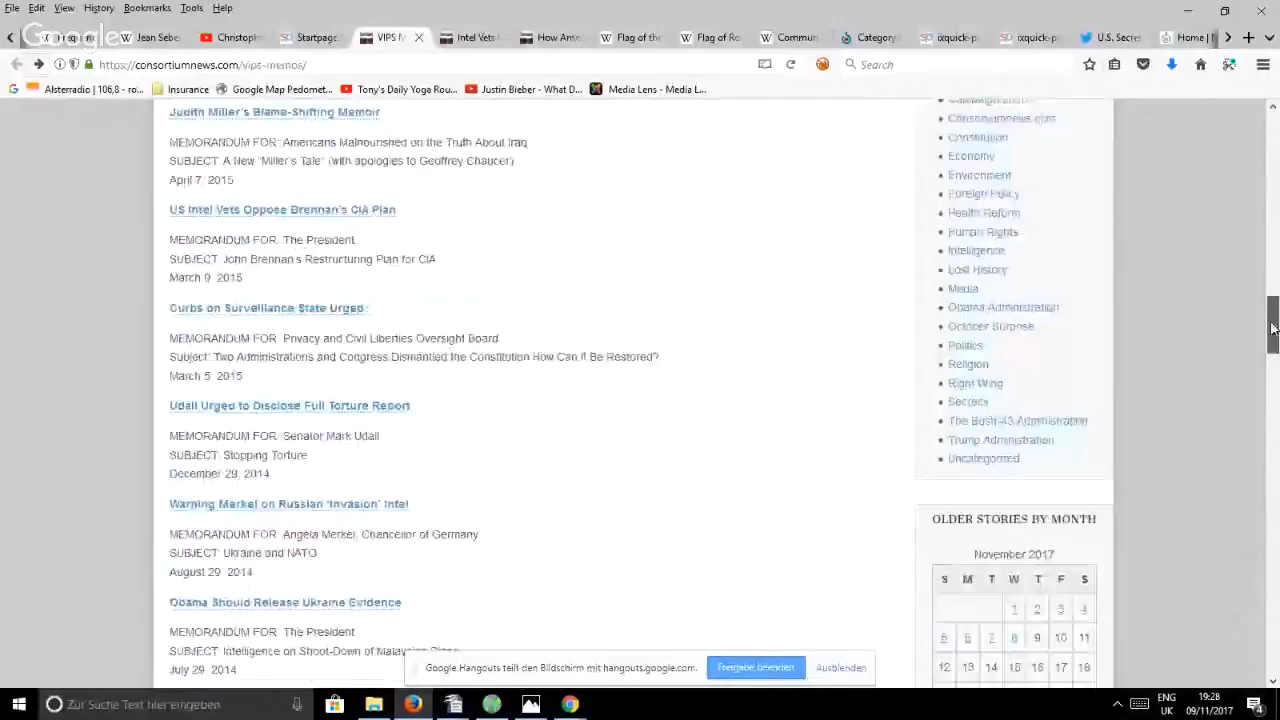 File Edit View History Bookmarks Tools Help
Google
Jean Sebe Christoph Startpage VIPS M Intel Vets How Ame Flag of the Flag of Ro Commu Category ixquick-p ixquick-p U.S. Secre Home |
https://consortiumnews.com/vips-memos/
Search
Alsterradio | 106,8 - ro... Insurance Google Map Pedomet... Tony's Daily Yoga Rou... Justin Bieber - What D... Media Lens - Media L...
Judith Miller's Blame-Shifting Memoir
MEMORANDUM FOR: Americans Malnourished on the Truth About Iraq
SUBJECT: A New "Miller's Tale" (with apologies to Geoffrey Chaucer)
April 7, 2015
US Intel Vets Oppose Brennan's CIA Plan
MEMORANDUM FOR: The President
SUBJECT: John Brennan's Restructuring Plan for CIA
March 9, 2015
Curbs on Surveillance State Urged
MEMORANDUM FOR: Privacy and Civil Liberties Oversight Board
Subject: Two Administrations and Congress Dismantled the Constitution How Can It Be Restored?
March 5, 2015
Udall Urged to Disclose Full Torture Report
MEMORANDUM FOR: Senator Mark Udall
SUBJECT: Stopping Torture
December 29, 2014
Warning Merkel on Russian 'Invasion' Intel
MEMORANDUM FOR: Angela Merkel, Chancellor of Germany
SUBJECT: Ukraine and NATO
August 29, 2014
Obama Should Release Ukraine Evidence
MEMORANDUM FOR: The President
SUBJECT: Intelligence on Shoot-Down of Malaysian Plane
July 29, 2014
Consortiumnews.com
Constitution
Economy
Environment
Foreign Policy
Health Reform
Human Rights
Intelligence
Lost History
Media
Obama Administration
October Surprise
Politics
Religion
Right Wing
Secrecy
The Bush-43 Administration
Trump Administration
Uncategorized
OLDER STORIES BY MONTH
November 2017
S M T W T F S
1 2 3 4
5 6 7 8 9 10 11
12 13 14 15 16 17 18
Google Hangouts teilt den Bildschirm mit hangouts.google.com. Freigabe beenden Ausblenden
Zur Suche Text hier eingeben
ENG 19:28
UK 09/11/2017
4